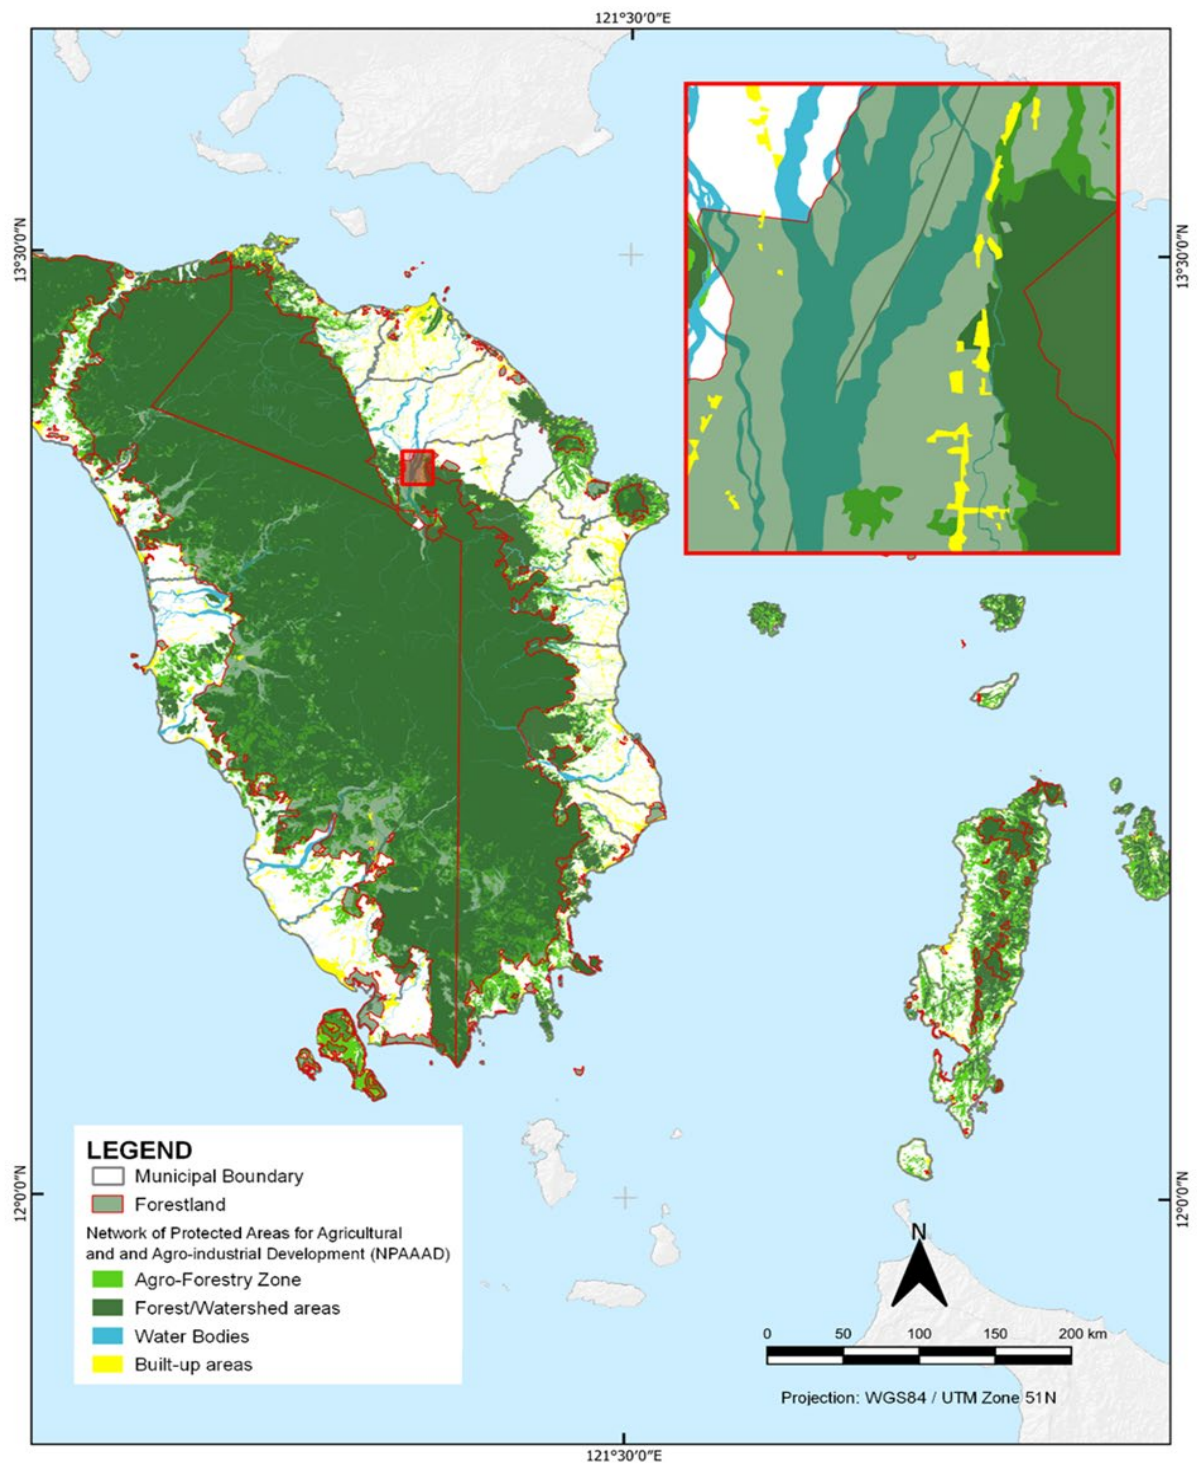 121°30′0″E
13°30′0″N
13°30′0″N
LEGEND
Municipal Boundary
Forestland
Network of Protected Areas for Agricultural
and and Agro-industrial Development (NPAAAD)
Agro-Forestry Zone
Forest/Watershed areas
Water Bodies
Built-up areas
12°0′0″N
12°0′0″N
N
0 50 100 150 200 km
Projection: WGS84 / UTM Zone 51N
121°30′0″E